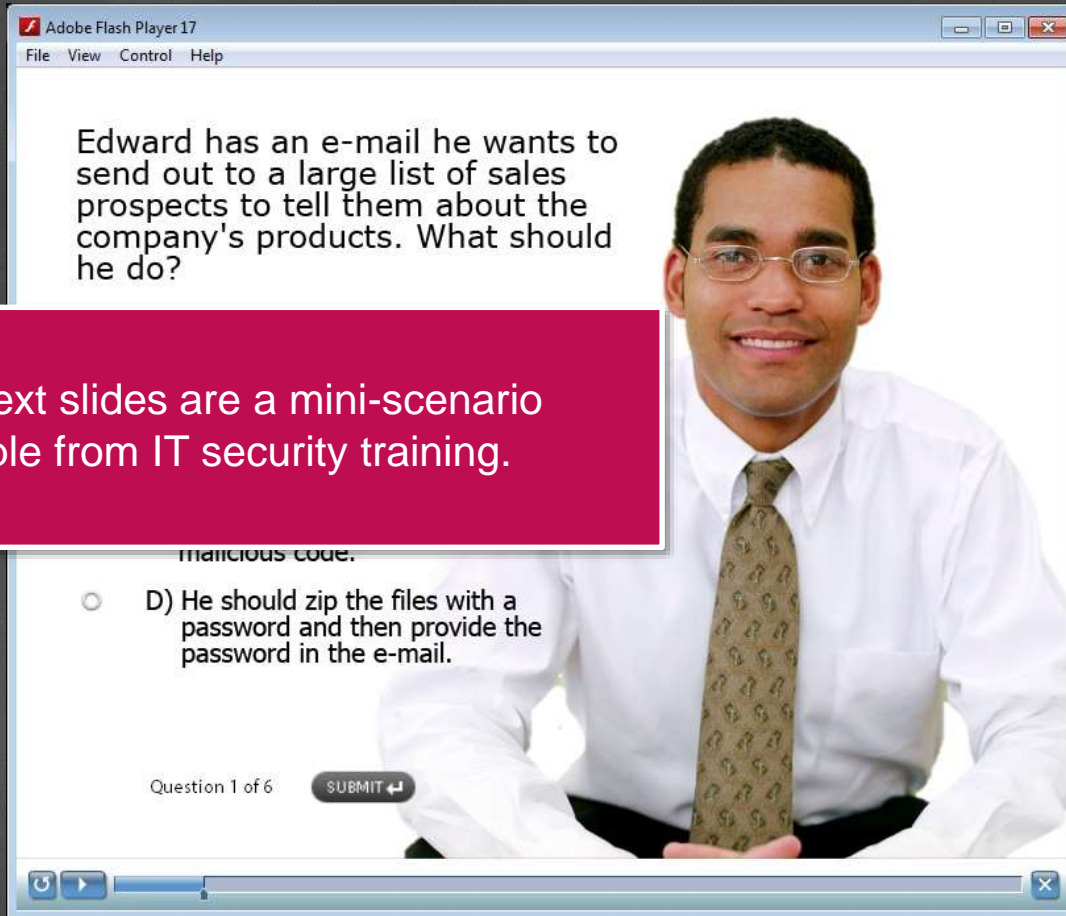 Adobe Flash Player 17
File View Control Help
Edward has an e-mail he wants to
send out to a large list of sales
prospects to tell them about the
company's products. What should
he do?
ext slides are a mini-scenario
ple from IT security training.
malicious code.
D) He should zip the files with a
password and then provide the
password in the e-mail.
Question 1 of 6
SUBMIT